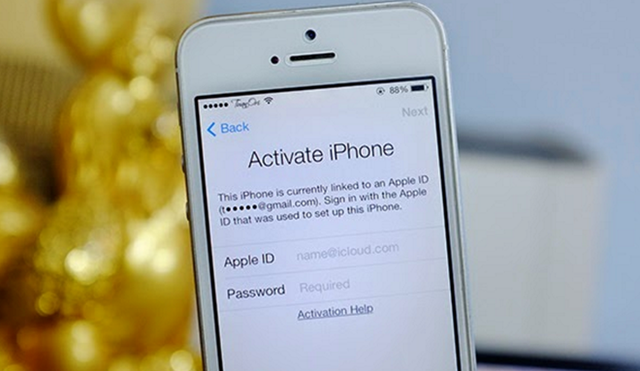 88%
Back
Next
Activate iPhone
This iPhone is currently linked to an Apple ID
(t•••••@gmail.com). Sign in with the Apple
ID that was used to set up this iPhone.
Apple ID name@icloud.com
Password Required
Activation Help